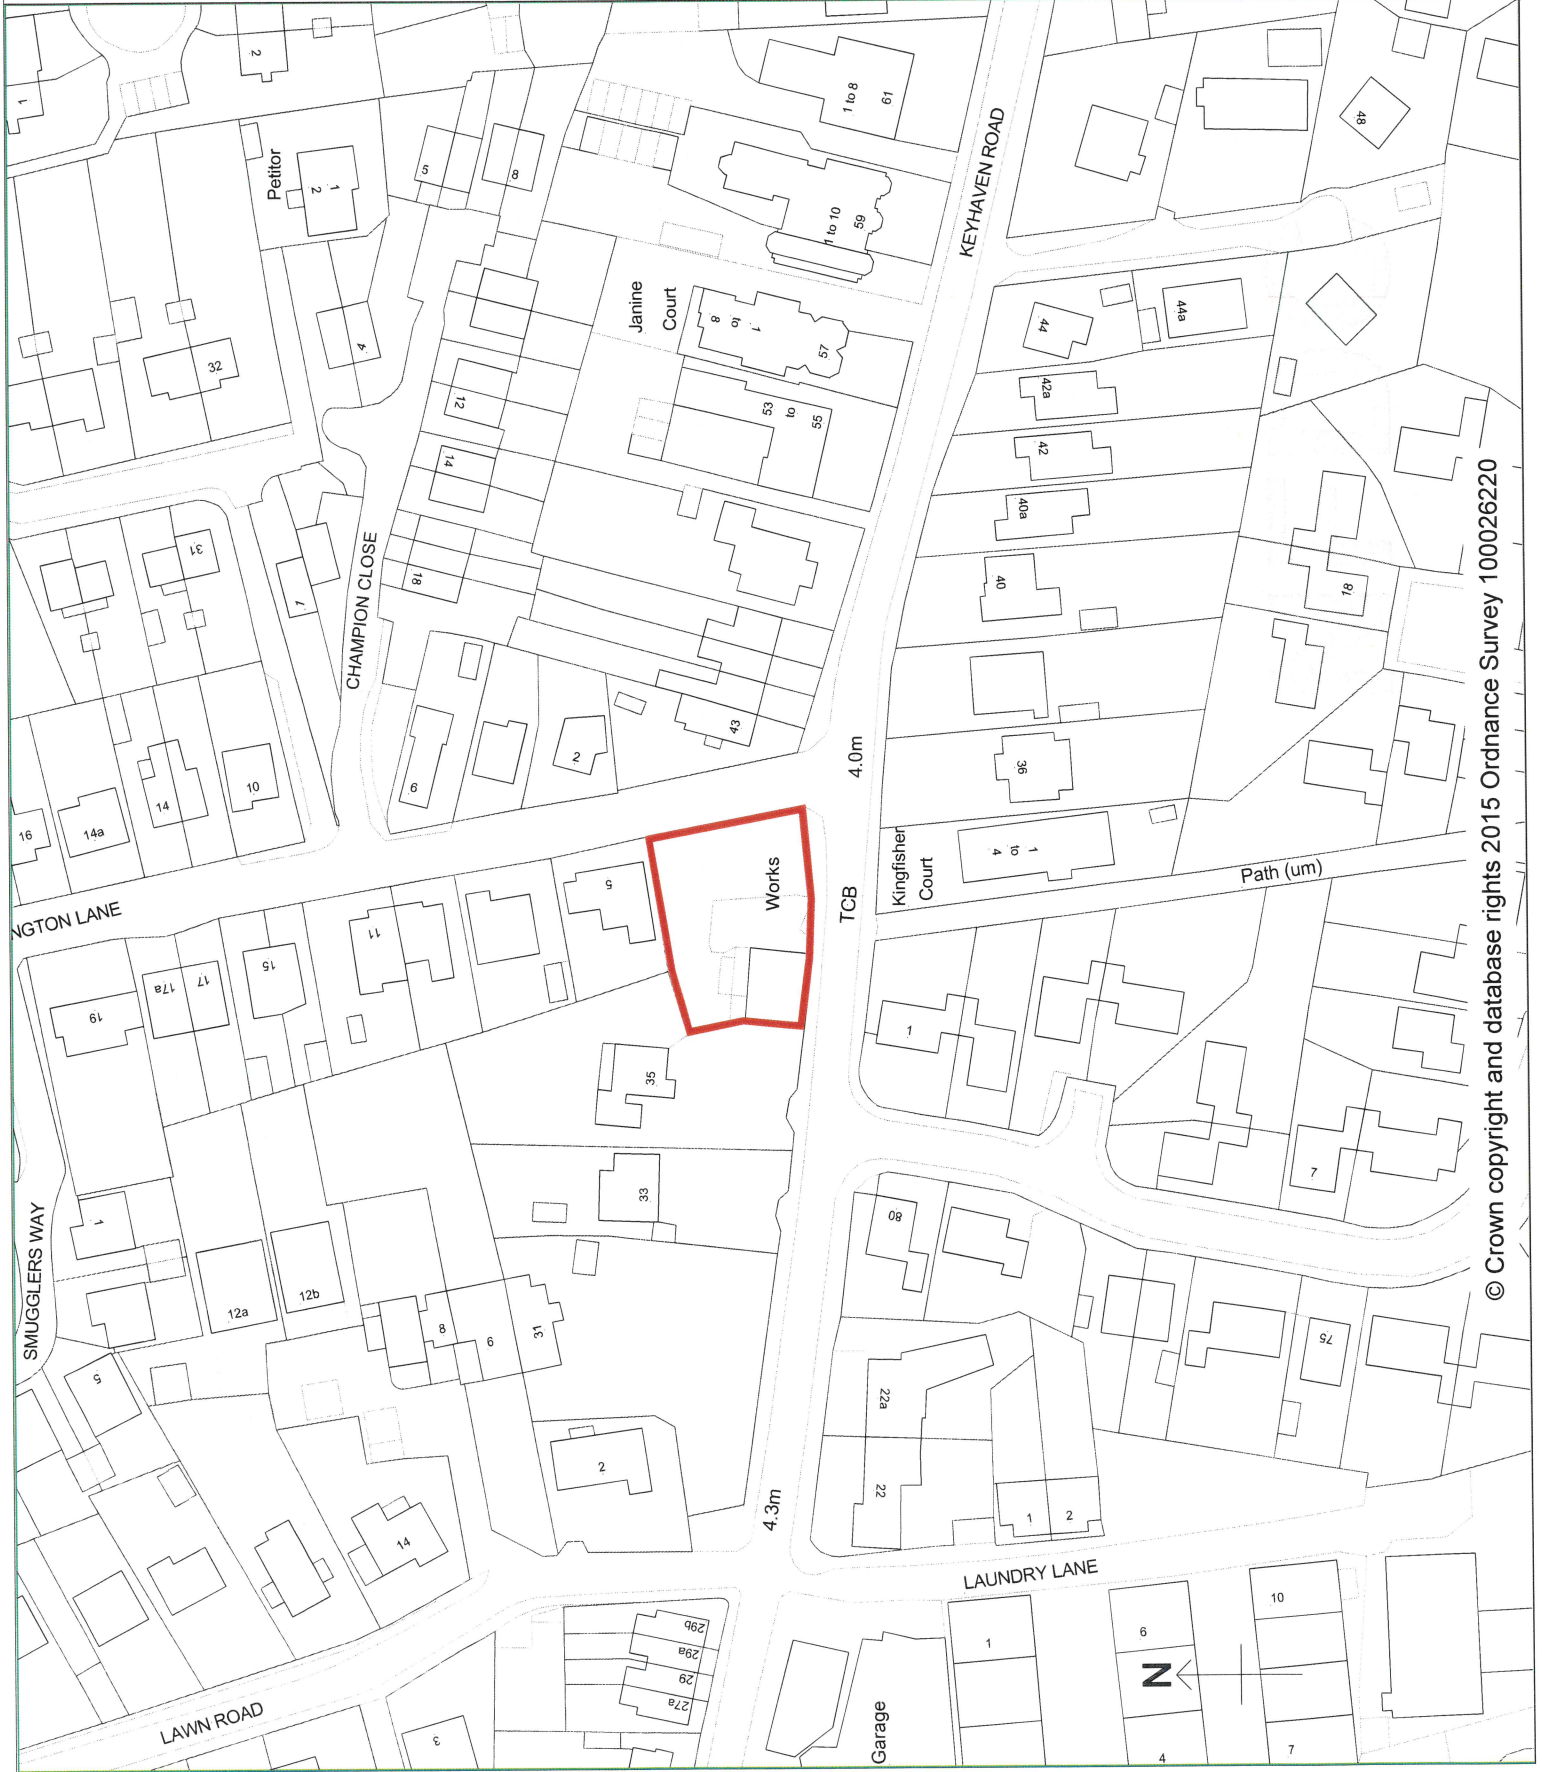 1
2
Petitor
2
1
5
8
32
4
1 to 8
61
1 to 10
59
KEYHAVEN ROAD
48
Janine
Court
8
to
1
57
53
to
55
12
14
18
44
44a
42a
42
40a
40
31
1
CHAMPION CLOSE
18
43
2
6
4.0m
36
10
14
14a
16
NGTON LANE
5
Works
TCB
Kingfisher
Court
4
to
1
Path (um)
11
15
17
17a
19
35
33
1
7
SMUGGLERS WAY
1
12a
12b
8
6
31
80
75
5
14
2
4.3m
22a
22
1
2
LAUNDRY LANE
LAWN ROAD
3
29b
29a
29
27a
Garage
1
6
4
10
7
N
© Crown copyright and database rights 2015 Ordnance Survey 100026220